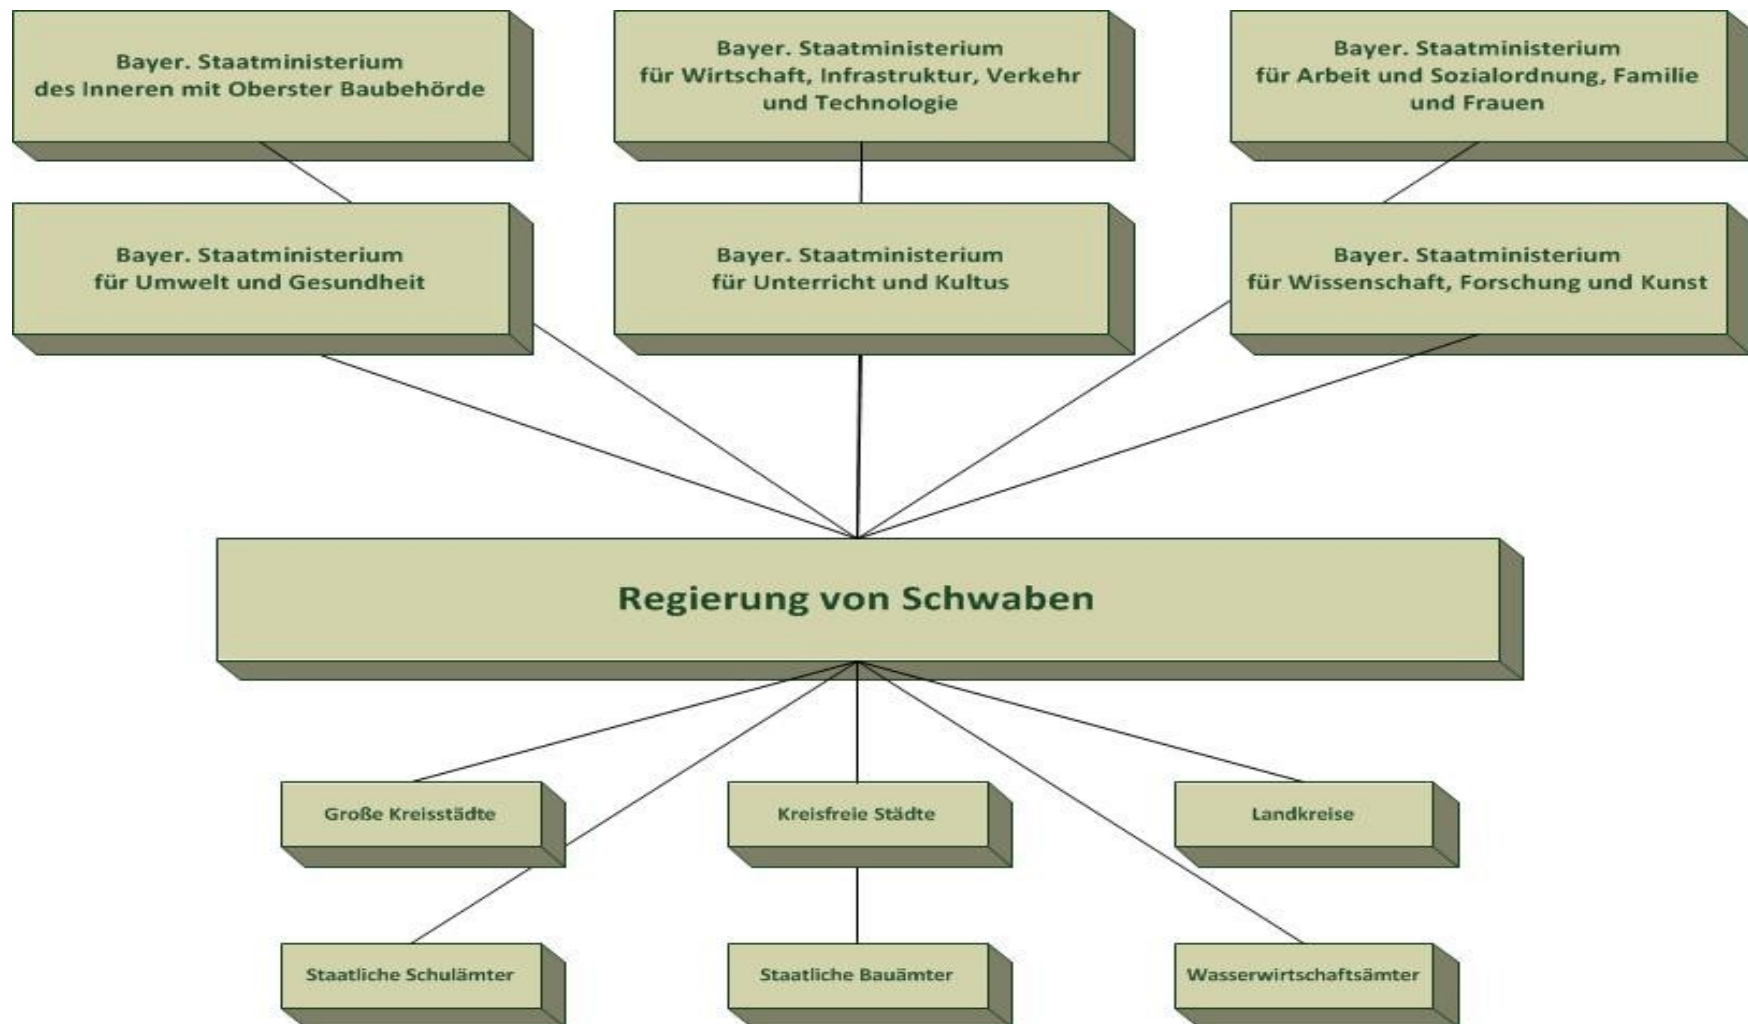 Bayer. Staatministerium
des Inneren mit Oberster Baubehörde
Bayer. Staatministerium
für Wirtschaft, Infrastruktur, Verkehr
und Technologie
Bayer. Staatministerium
für Arbeit und Sozialordnung, Familie
und Frauen
Bayer. Staatministerium
für Umwelt und Gesundheit
Bayer. Staatministerium
für Unterricht und Kultus
Bayer. Staatministerium
für Wissenschaft, Forschung und Kunst
Regierung von Schwaben
Große Kreisstädte
Kreisfreie Städte
Landkreise
Staatliche Schulämter
Staatliche Bauämter
Wasserwirtschaftsämter